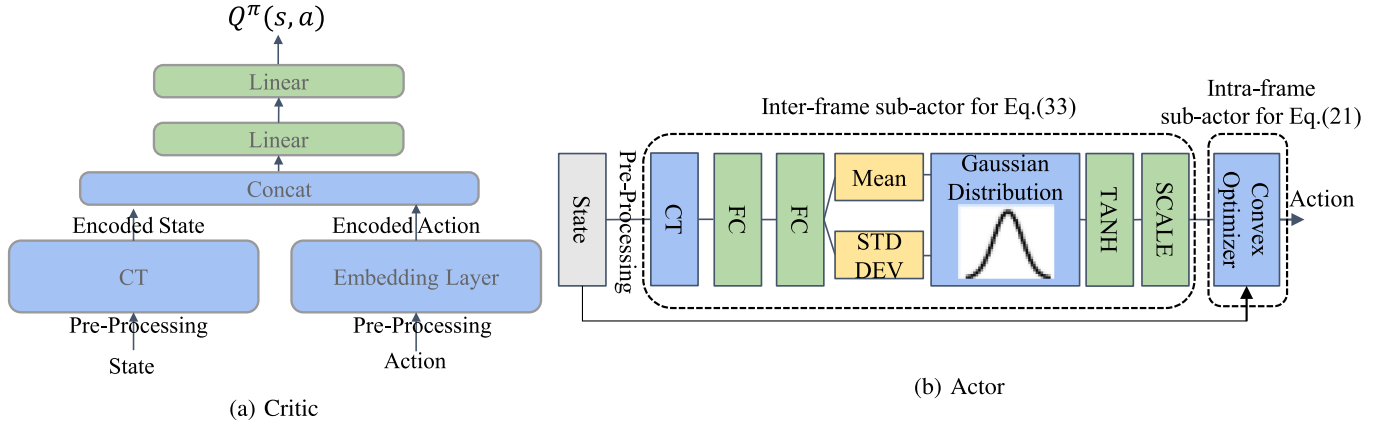 Q^π(s, a)
Linear
Linear
Concat
Encoded State
Encoded Action
CT
Embedding Layer
Pre-Processing
Pre-Processing
State
Action
(a) Critic
Inter-frame sub-actor for Eq.(33)
Intra-frame
sub-actor for Eq.(21)
State
Pre-Processing
CT
FC
FC
Mean
STD
DEV
Gaussian
Distribution
TANH
SCALE
Convex
Optimizer
Action
(b) Actor